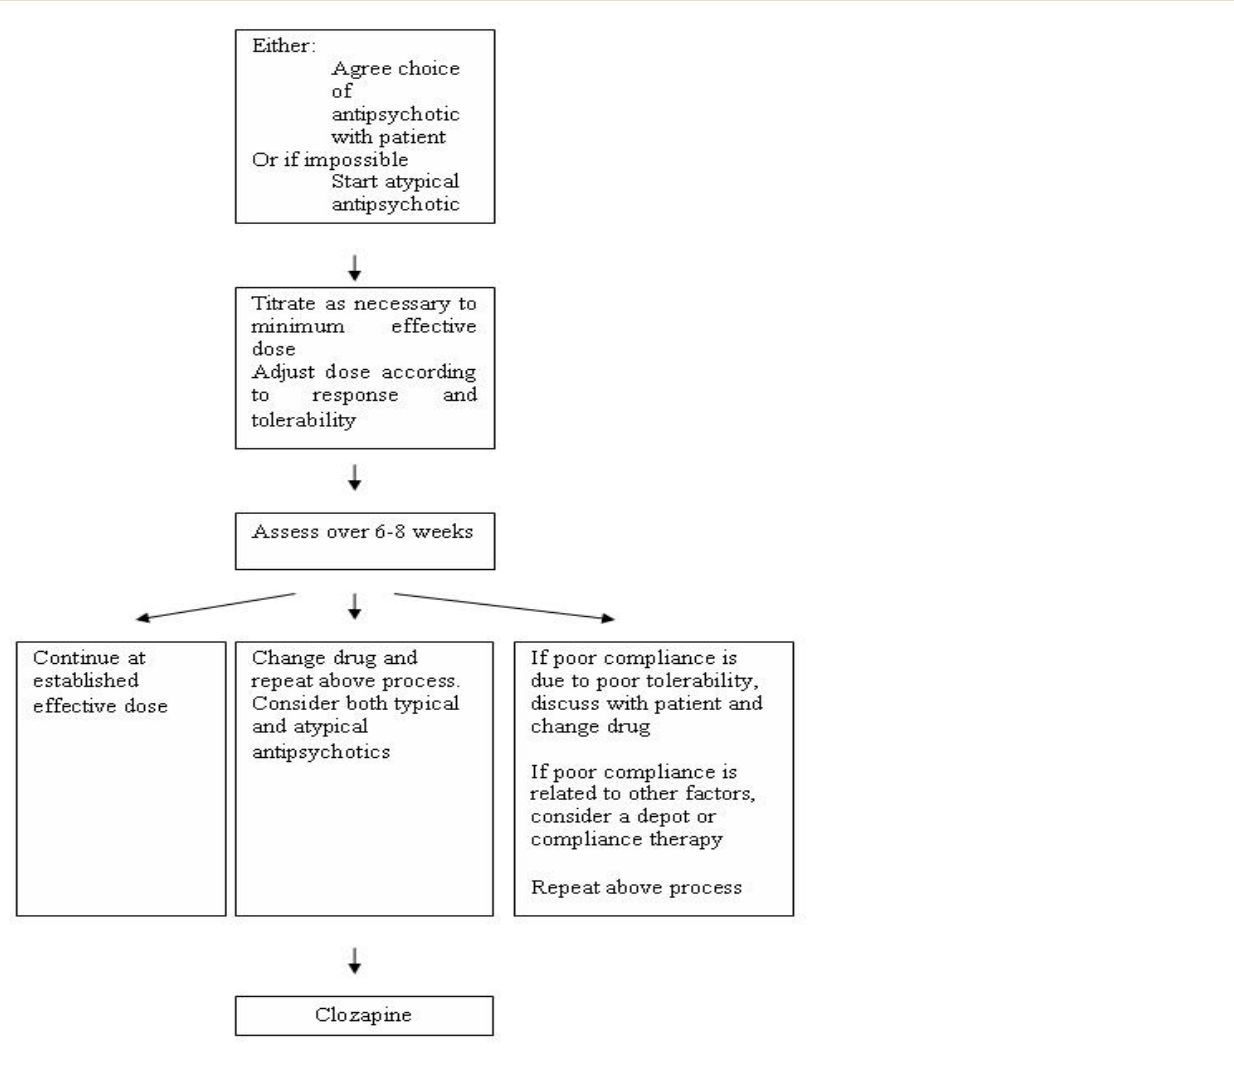 Either:
Agree choice
of
antipsychotic
with patient
Or if impossible
Start atypical
antipsychotic
Titrate as necessary to
minimum effective
dose
Adjust dose according
to response and
tolerability
Assess over 6-8 weeks
Continue at
established
effective dose
Change drug and
repeat above process.
Consider both typical
and atypical
antipsychotics
If poor compliance is
due to poor tolerability,
discuss with patient and
change drug
If poor compliance is
related to other factors,
consider a depot or
compliance therapy
Repeat above process
Clozapine